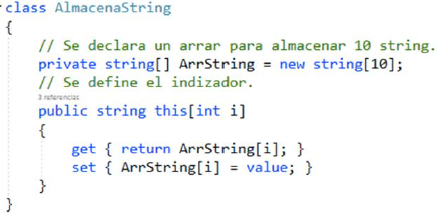 class AlmacenaString
{
// Se declara un arrar para almacenar 10 string.
private string[] ArrString = new string[10];
// Se define el indizador.
3 referencias
public string this[int i]
{
get { return ArrString[i]; }
set { ArrString[i] = value; }
}
}